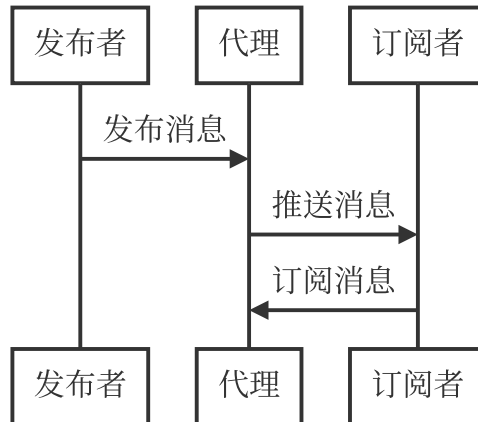 发布者 代理 订阅者
发布消息
推送消息
订阅消息
发布者 代理 订阅者